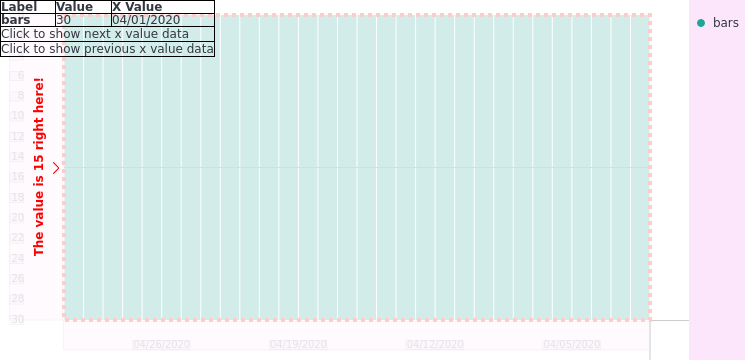 Label Value X Value
bars 30 04/01/2020
Click to show next x value data
Click to show previous x value data
bars
6
8
10
12
14
16
18
20
22
24
26
28
30
The value is 15 right here!
04/26/2020 04/19/2020 04/12/2020 04/05/2020